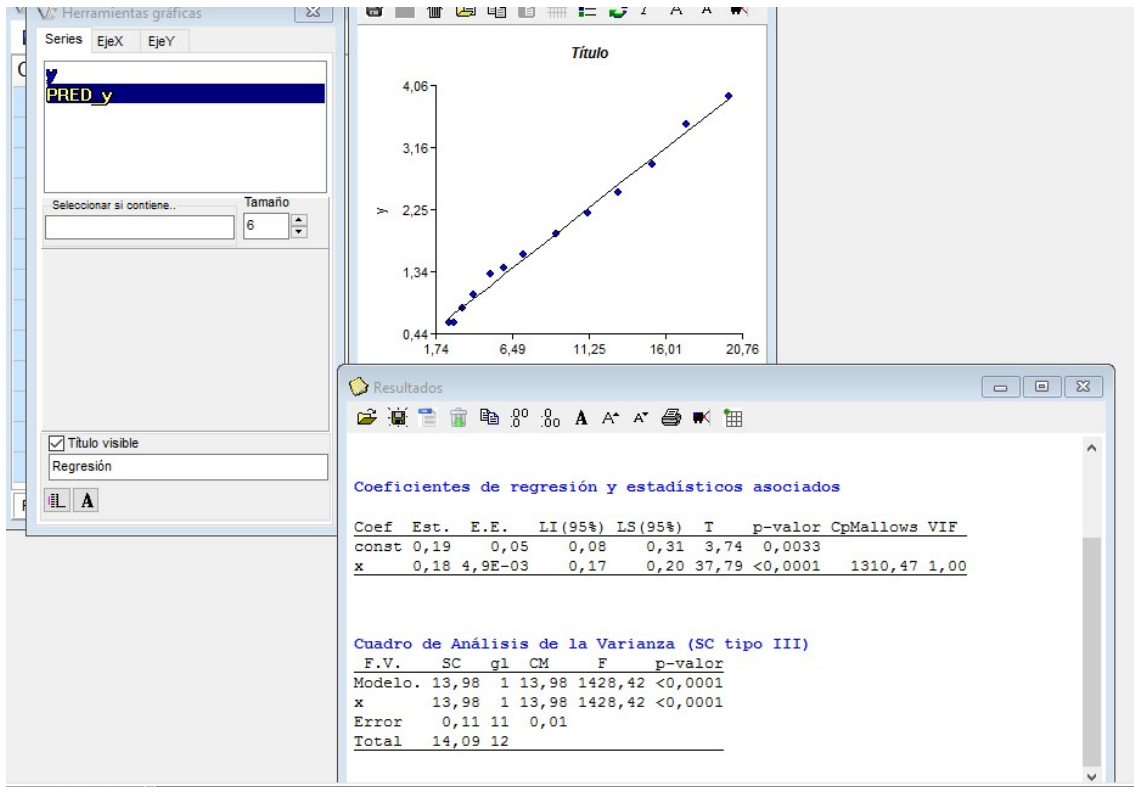 Herramientas gráficas
Series EjeX EjeY
y
PRED_y
Seleccionar si contiene..
Tamaño
6
Título visible
Regresión
A
Título
4,06
3,16
2,25
1,34
0,44
y
1,74 6,49 11,25 16,01 20,76
Resultados
Coeficientes de regresión y estadísticos asociados
Coef Est. E.E. LI(95%) LS(95%) T p-valor CpMallows VIF
const 0,19 0,05 0,08 0,31 3,74 0,0033
x 0,18 4,9E-03 0,17 0,20 37,79 <0,0001 1310,47 1,00
Cuadro de Análisis de la Varianza (SC tipo III)
F.V. SC gl CM F p-valor
Modelo. 13,98 1 13,98 1428,42 <0,0001
x 13,98 1 13,98 1428,42 <0,0001
Error 0,11 11 0,01
Total 14,09 12